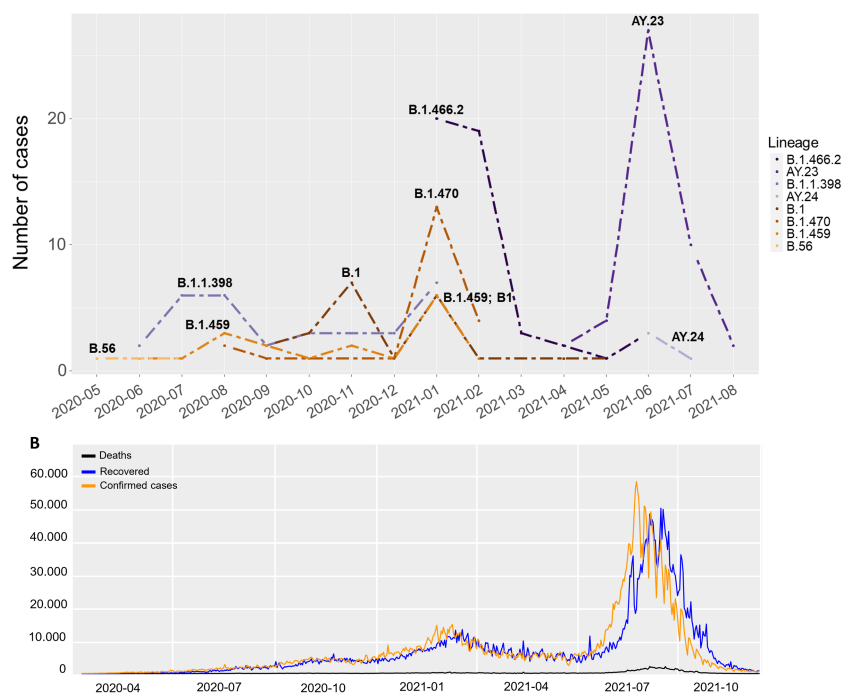 AY.23
B.1.466.2
20
Number of cases
Lineage
B.1.466.2
AY.23
B.1.1.398
AY.24
B.1
B.1.470
B.1.459
B.56
B.1.470
10
B.1.1.398
B.1
B.1.459; B1
B.1.459
AY.24
B.56
0
2020-05
2020-06
2020-07
2020-08
2020-09
2020-10
2020-11
2020-12
2021-01
2021-02
2021-03
2021-04
2021-05
2021-06
2021-07
2021-08
B
Deaths
Recovered
Confirmed cases
60.000
50.000
40.000
30.000
20.000
10.000
0
2020-04
2020-07
2020-10
2021-01
2021-04
2021-07
2021-10